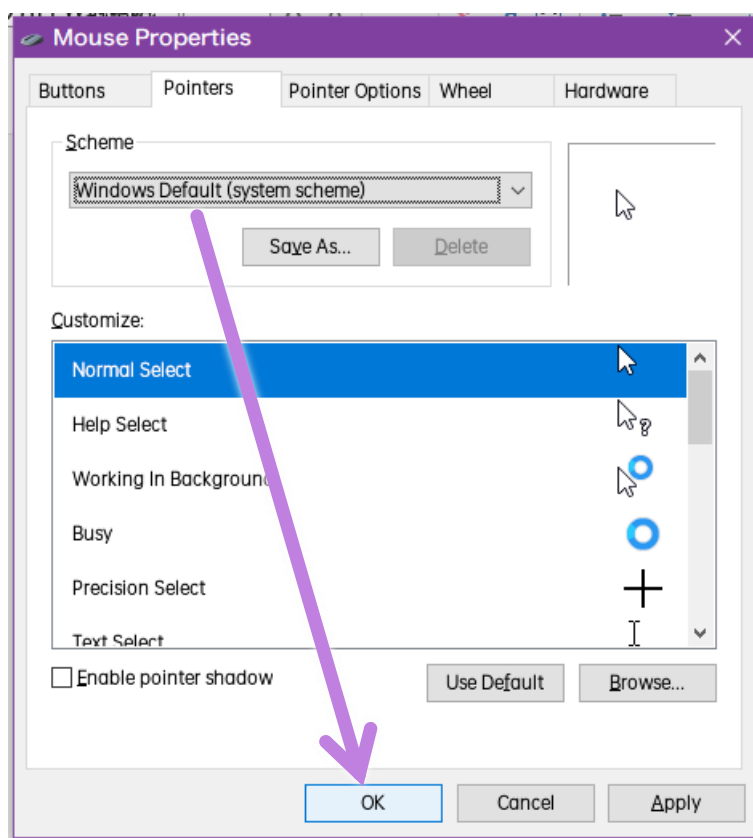 Mouse Properties
Buttons
Pointers
Pointer Options
Wheel
Hardware
Scheme
Windows Default (system scheme)
Save As...
Delete
Customize:
Normal Select
Help Select
Working In Background
Busy
Precision Select
Text Select
Enable pointer shadow
Use Default
Browse...
OK
Cancel
Apply